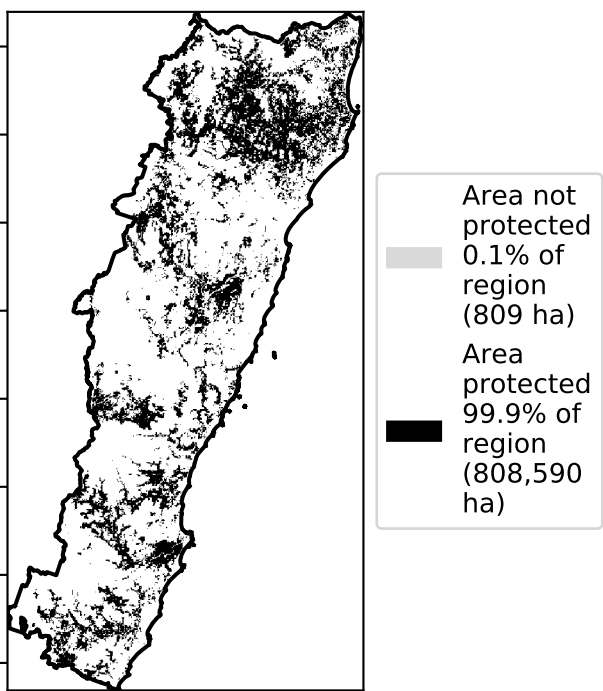 Area not
protected
0.1% of
region
(809 ha)
Area
protected
99.9% of
region
(808,590
ha)